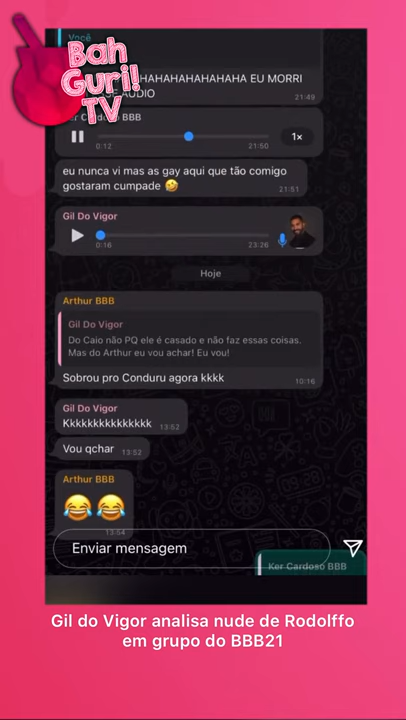 Bah
Guri!
TV
Você
HAHAHAHAHAHAHA EU MORRI
ÁUDIO
21:49
Cardoso BBB
0:12
21:50
1×
eu nunca vi mas as gay aqui que tão comigo
gostaram cumpade 🤣
21:51
Gil Do Vigor
0:16
23:26
Hoje
Arthur BBB
Gil Do Vigor
Do Caio não PQ ele é casado e não faz essas coisas.
Mas do Arthur eu vou achar! Eu vou!
Sobrou pro Conduru agora kkkk
10:16
Gil Do Vigor
Kkkkkkkkkkkkkkk
13:52
Vou qchar
13:52
Arthur BBB
😂😂
13:54
Enviar mensagem
Ker Cardoso BBB
Gil do Vigor analisa nude de Rodolffo
em grupo do BBB21